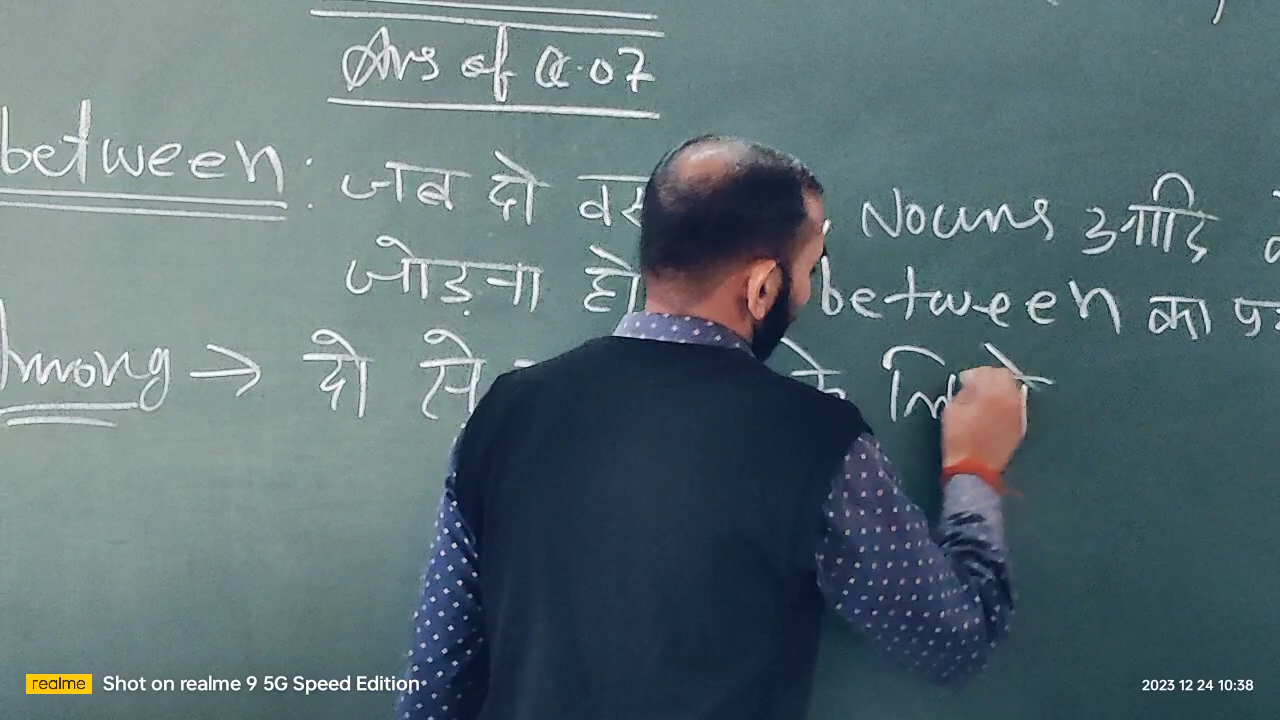 Ans of Q.07
between: जब दो Nouns आदि
जोड़ना हो between का
Among → दो से के लिये
realme Shot on realme 9 5G Speed Edition
2023 12 24 10:38